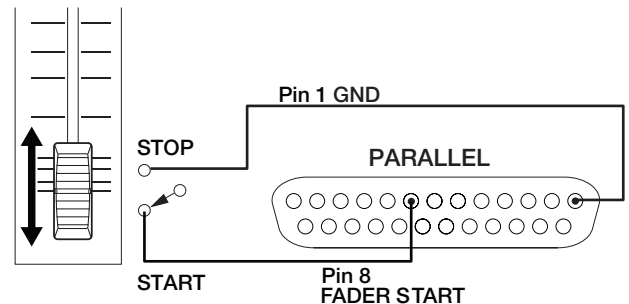 Pin 1 GND
STOP
PARALLEL
START
Pin 8
FADER START